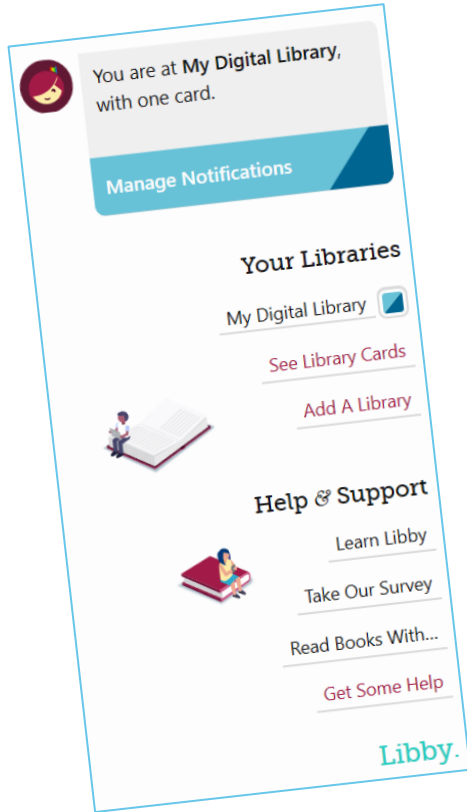 You are at My Digital Library,
with one card.
Manage Notifications
Your Libraries
My Digital Library
See Library Cards
Add A Library
Help & Support
Learn Libby
Take Our Survey
Read Books With...
Get Some Help
Libby.